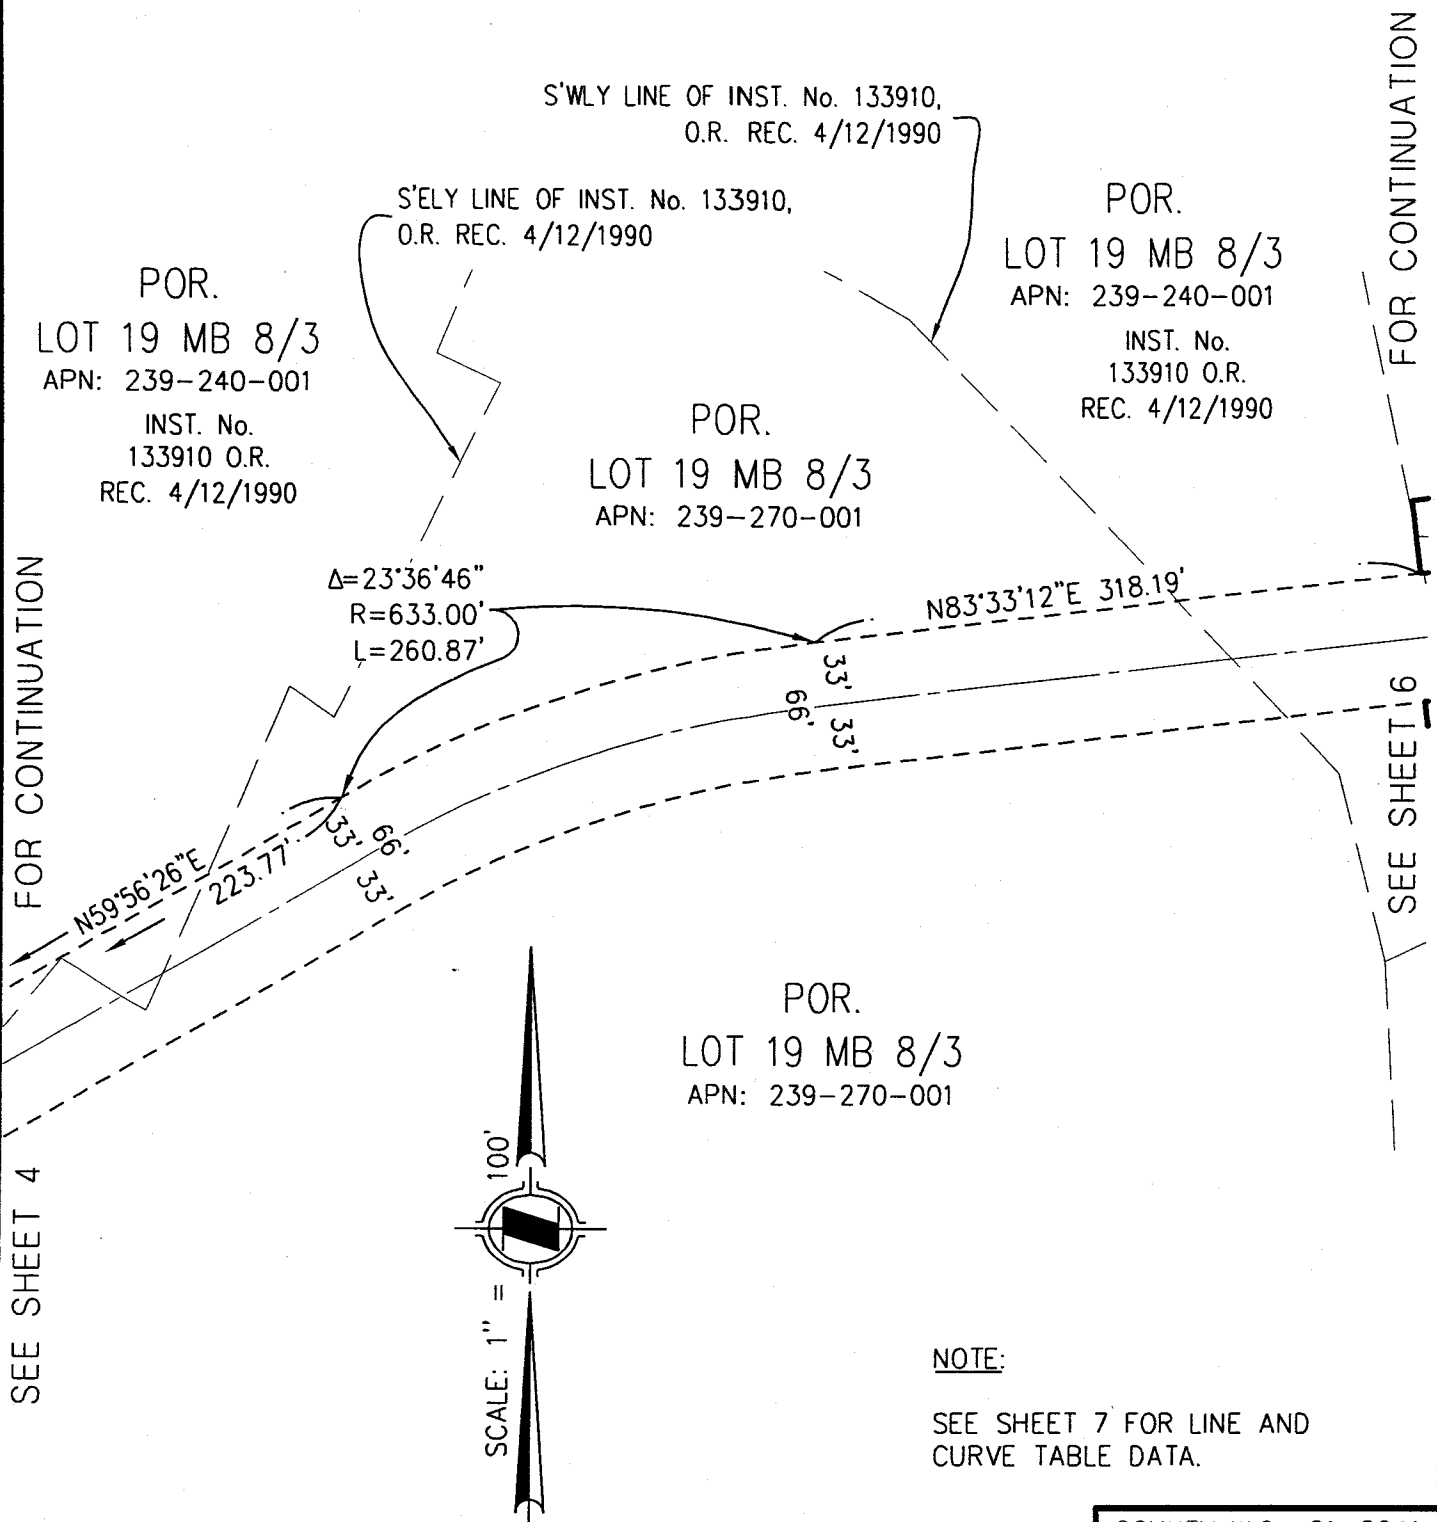 S'WLY LINE OF INST. No. 133910,
O.R. REC. 4/12/1990
S'ELY LINE OF INST. No. 133910,
O.R. REC. 4/12/1990
POR.
LOT 19 MB 8/3
APN: 239-240-001
INST. No.
133910 O.R.
REC. 4/12/1990
POR.
LOT 19 MB 8/3
APN: 239-270-001
POR.
LOT 19 MB 8/3
APN: 239-240-001
INST. No.
133910 O.R.
REC. 4/12/1990
FOR CONTINUATION
SEE SHEET 6
FOR CONTINUATION
SEE SHEET 4
Δ=23°36'46"
R=633.00'
L=260.87'
N83°33'12"E 318.19'
33'
66'
33'
N59°56'26"E
223.77'
33'
66'
33'
POR.
LOT 19 MB 8/3
APN: 239-270-001
SCALE: 1" = 100'
NOTE:
SEE SHEET 7 FOR LINE AND
CURVE TABLE DATA.